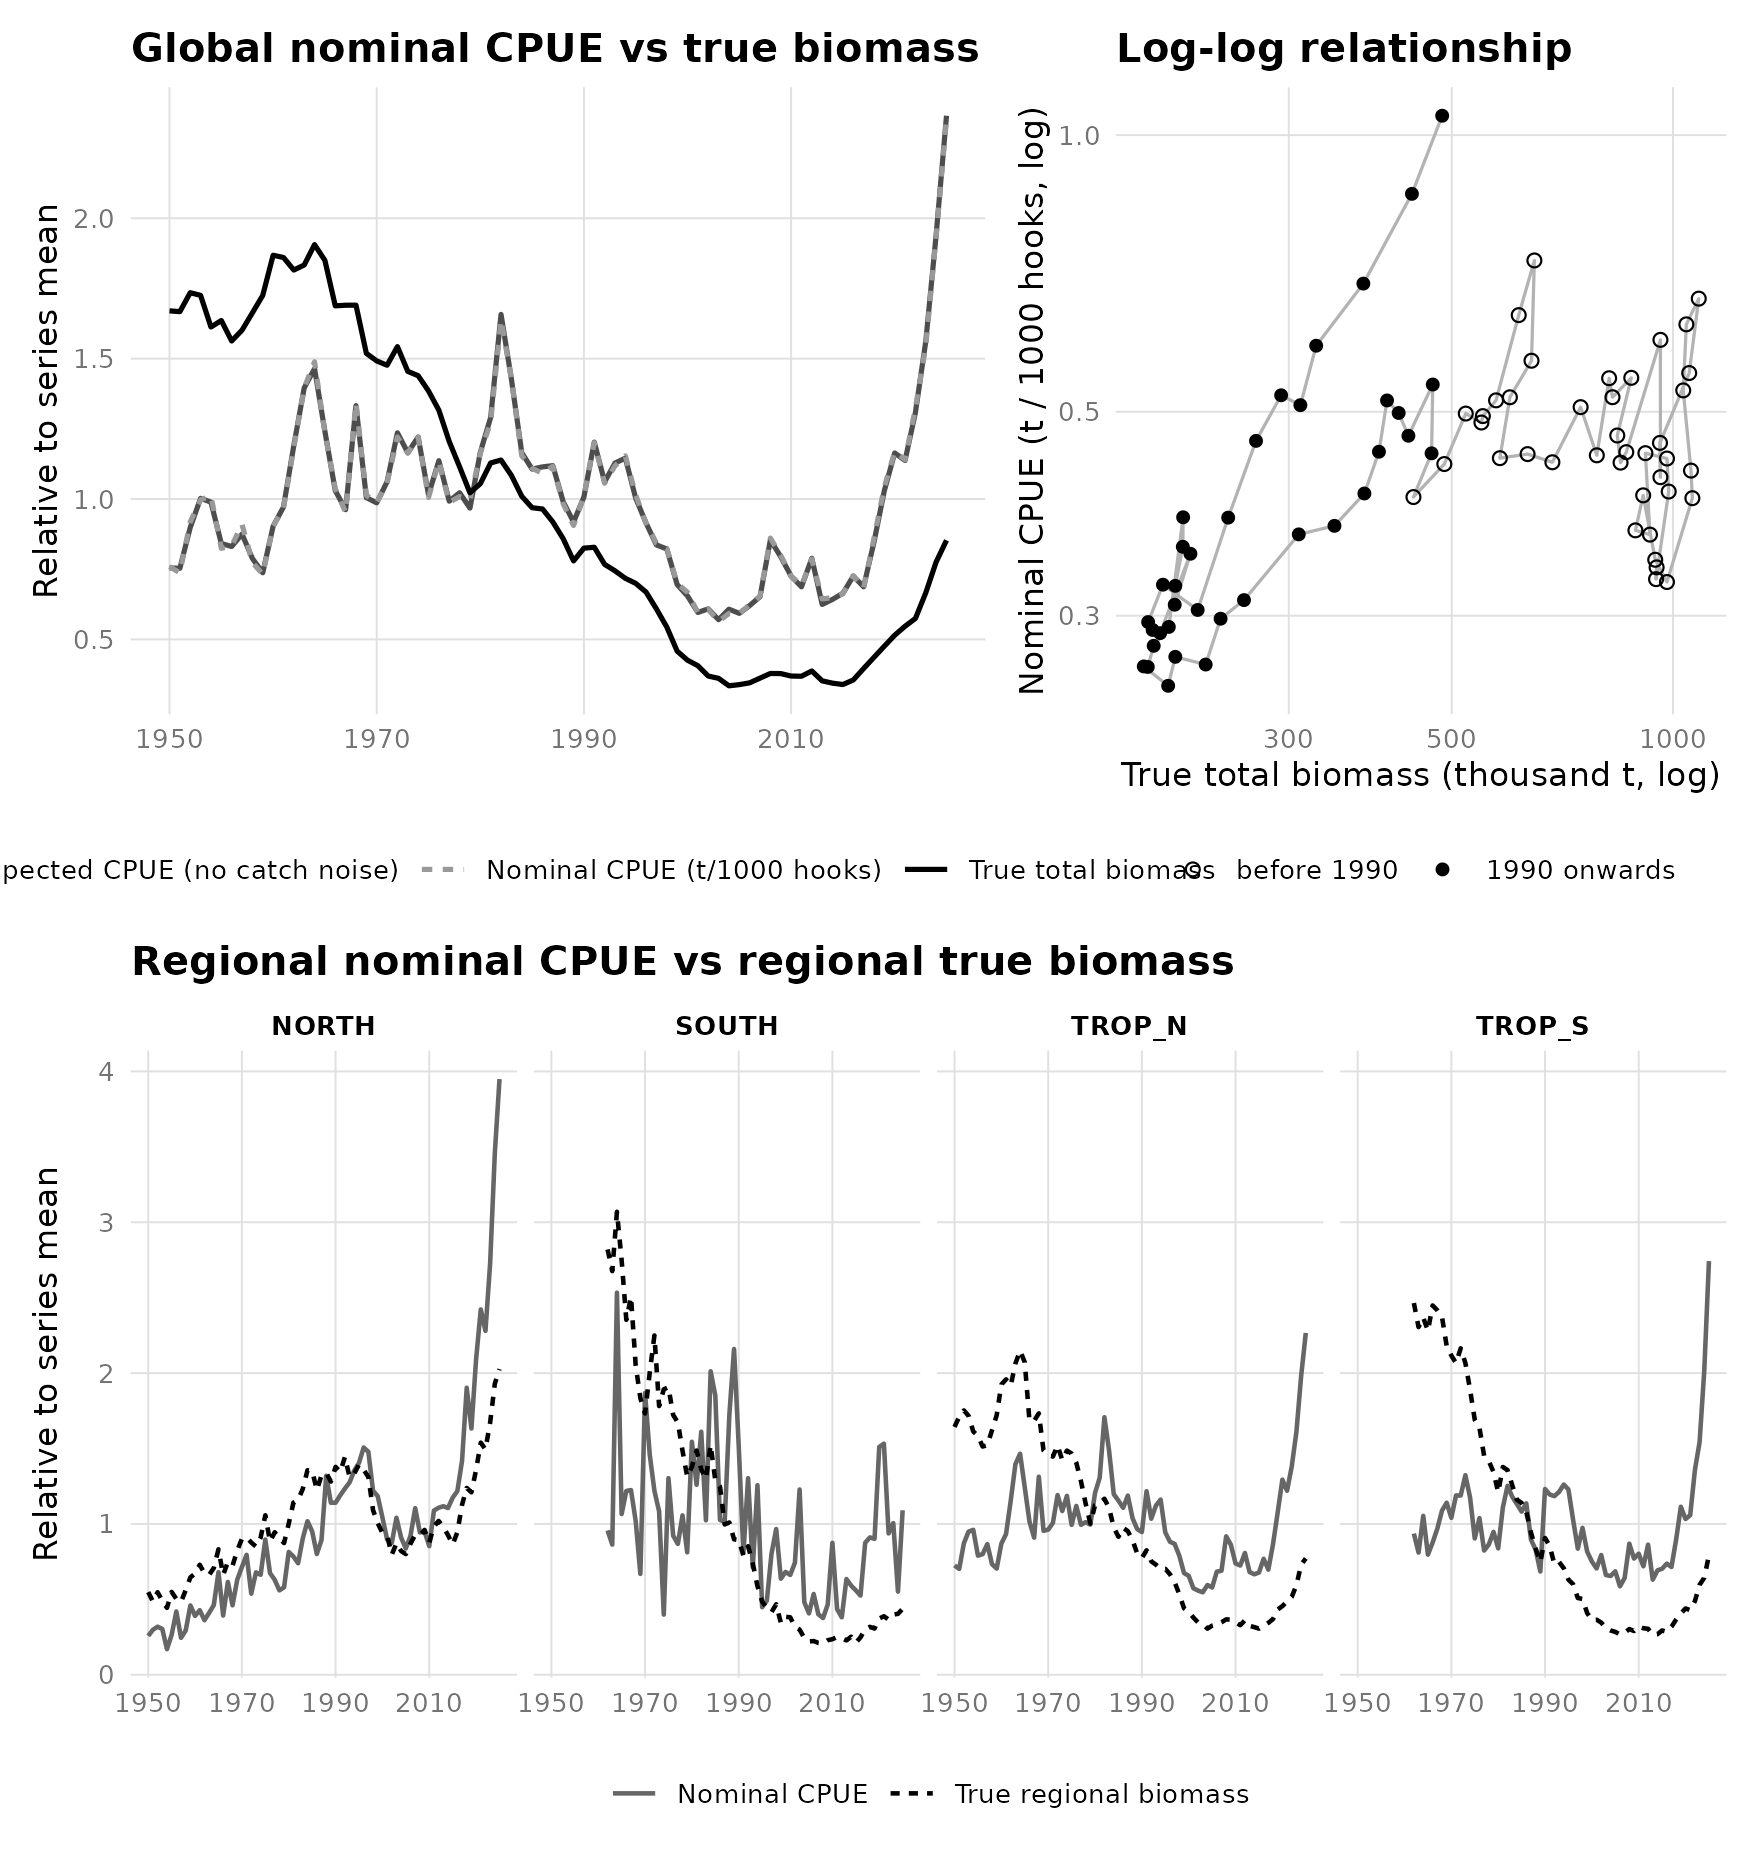 Global nominal CPUE vs true biomass
Relative to series mean
2.0
1.5
1.0
0.5
1950 1970 1990 2010
Log-log relationship
Nominal CPUE (t / 1000 hooks, log)
1.0
0.5
0.3
300 500 1000
True total biomass (thousand t, log)
pected CPUE (no catch noise) Nominal CPUE (t/1000 hooks) True total biomass
before 1990 1990 onwards
Regional nominal CPUE vs regional true biomass
NORTH SOUTH TROP_N TROP_S
Relative to series mean
4
3
2
1
0
1950 1970 1990 2010 1950 1970 1990 2010 1950 1970 1990 2010 1950 1970 1990 2010
Nominal CPUE True regional biomass